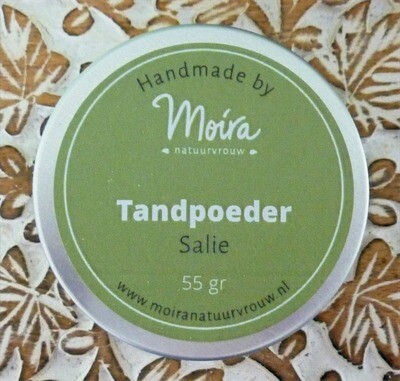 Handmade by
Moira
natuurvrouw
Tandpoeder
Salie
55 gr
www.moiranatuurvrouw.nl